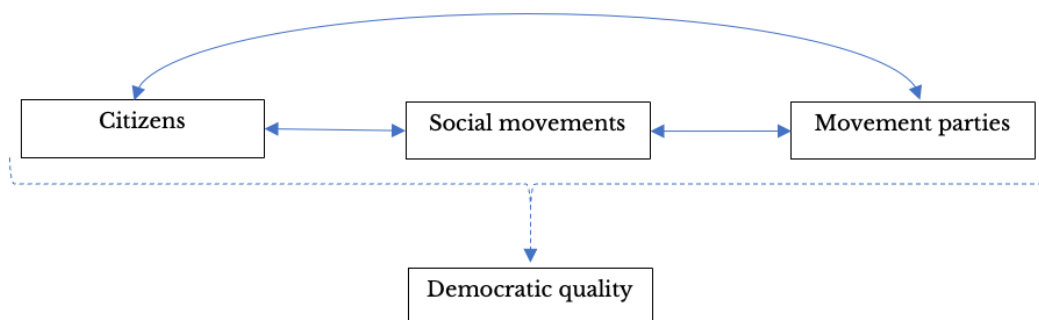 Citizens
Social movements
Movement parties
Democratic quality